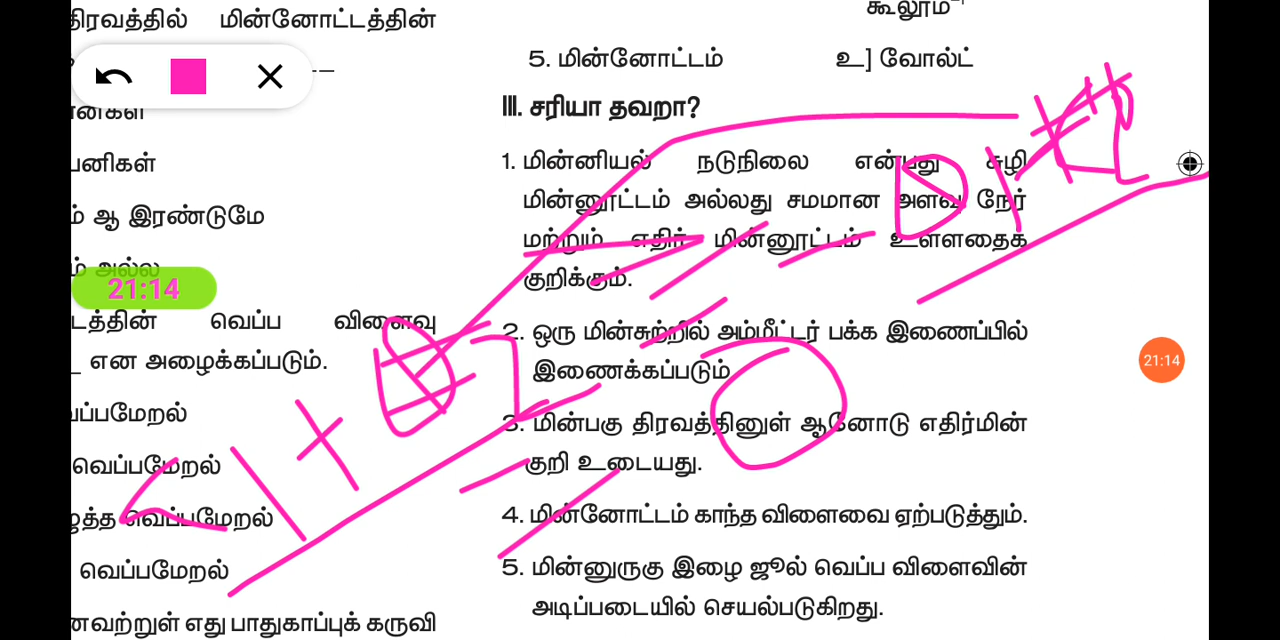 திரவத்தில் மின்னோட்டத்தின்
பனிகள்
ம் ஆ இரண்டுமே
ம் அல்ல
21:14
டத்தின் வெப்ப விளைவு
_ என அழைக்கப்படும்.
வெப்பமேறல்
வெப்பமேறல்
வெப்பமேறல்
எது பாதுகாப்புக் கருவி
கூலூம்
5. மின்னோட்டம் உ] வோல்ட்
III. சரியா தவறா?
1. மின்னியல் நடுநிலை என்பது சுழி
மின்னூட்டம் அல்லது சமமான அளவு நேர்
மற்றும் எதிர் மின்னூட்டம் உள்ளதைக்
குறிக்கும்.
2. ஒரு மின்சுற்றில் அம்மீட்டர் பக்க இணைப்பில்
இணைக்கப்படும்
3. மின்பகு திரவத்தினுள் ஆனோடு எதிர்மின்
குறி உடையது.
4. மின்னோட்டம் காந்த விளைவை ஏற்படுத்தும்.
5. மின்னுருகு இழை ஜூல் வெப்ப விளைவின்
அடிப்படையில் செயல்படுகிறது.
21:14